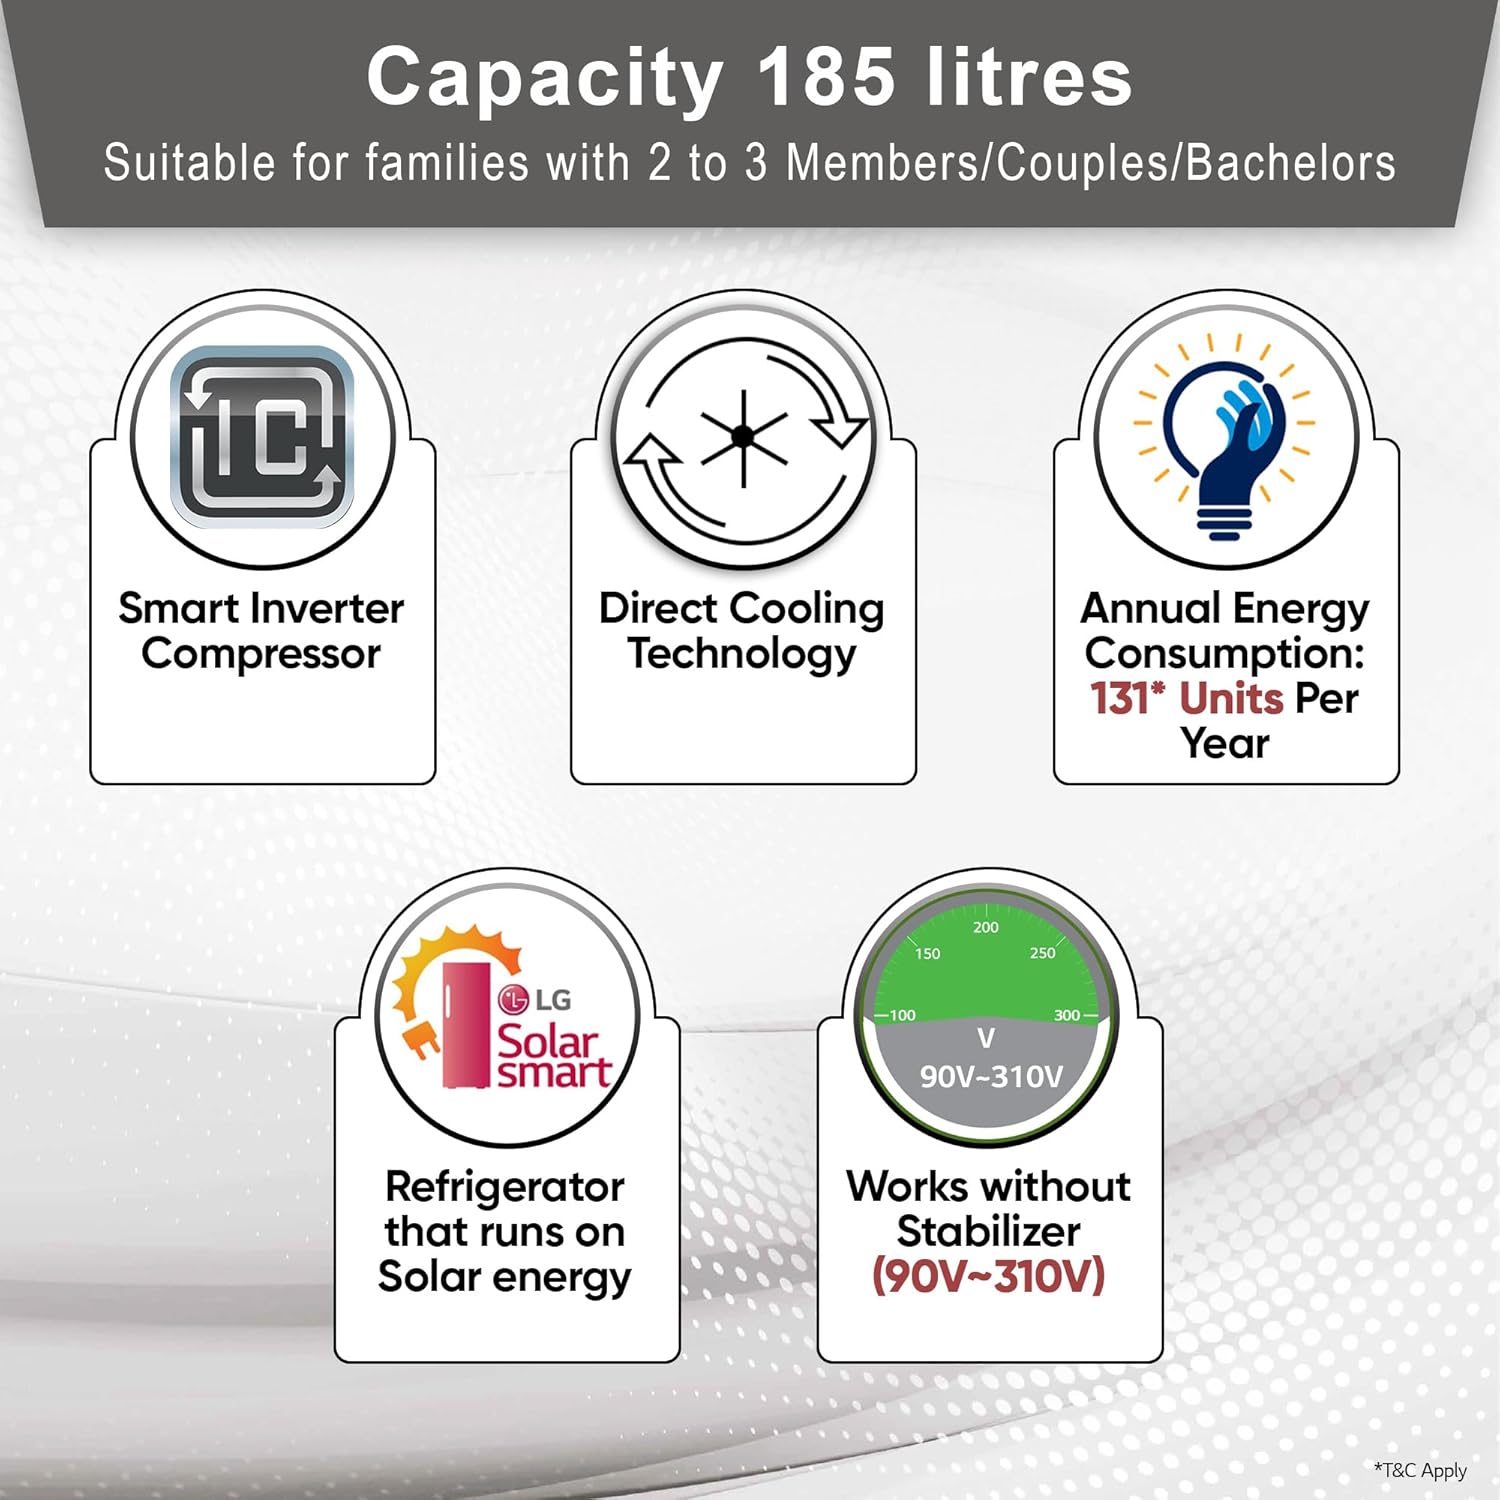 Capacity 185 litres
Suitable for families with 2 to 3 Members/Couples/Bachelors
IC
Smart Inverter
Compressor
Direct Cooling
Technology
Annual Energy
Consumption:
131* Units Per
Year
LG
Solar
smart
Refrigerator
that runs on
Solar energy
200
150
250
100
300
V
90V~310V
Works without
Stabilizer
(90V~310V)
*T&C Apply